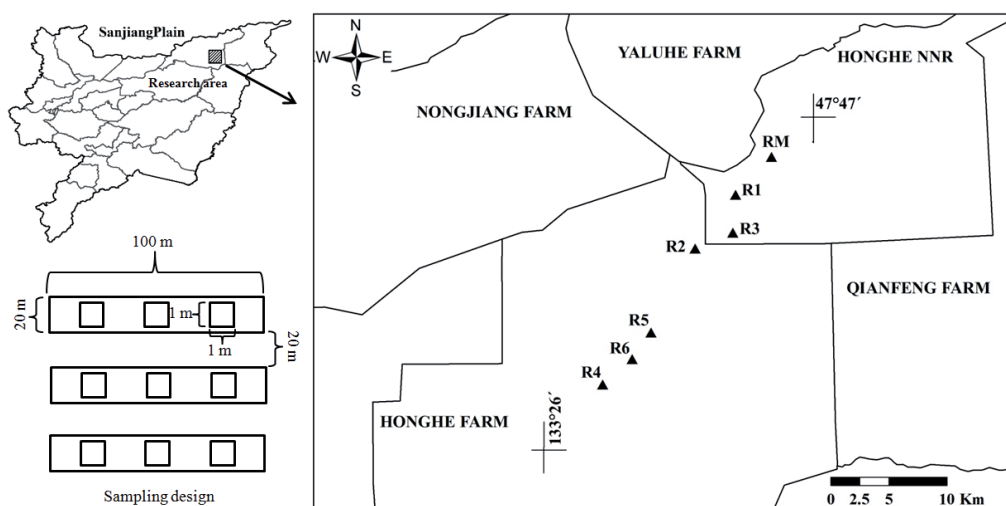 SanjiangPlain
Research area
100 m
20 m
1 m
1 m
20 m
Sampling design
N
W
E
S
YALUHE FARM
HONGHE NNR
NONGJIANG FARM
47°47´
RM
R1
R3
R2
QIANFENG FARM
R5
R6
R4
HONGHE FARM
133°26´
0 2.5 5 10 Km